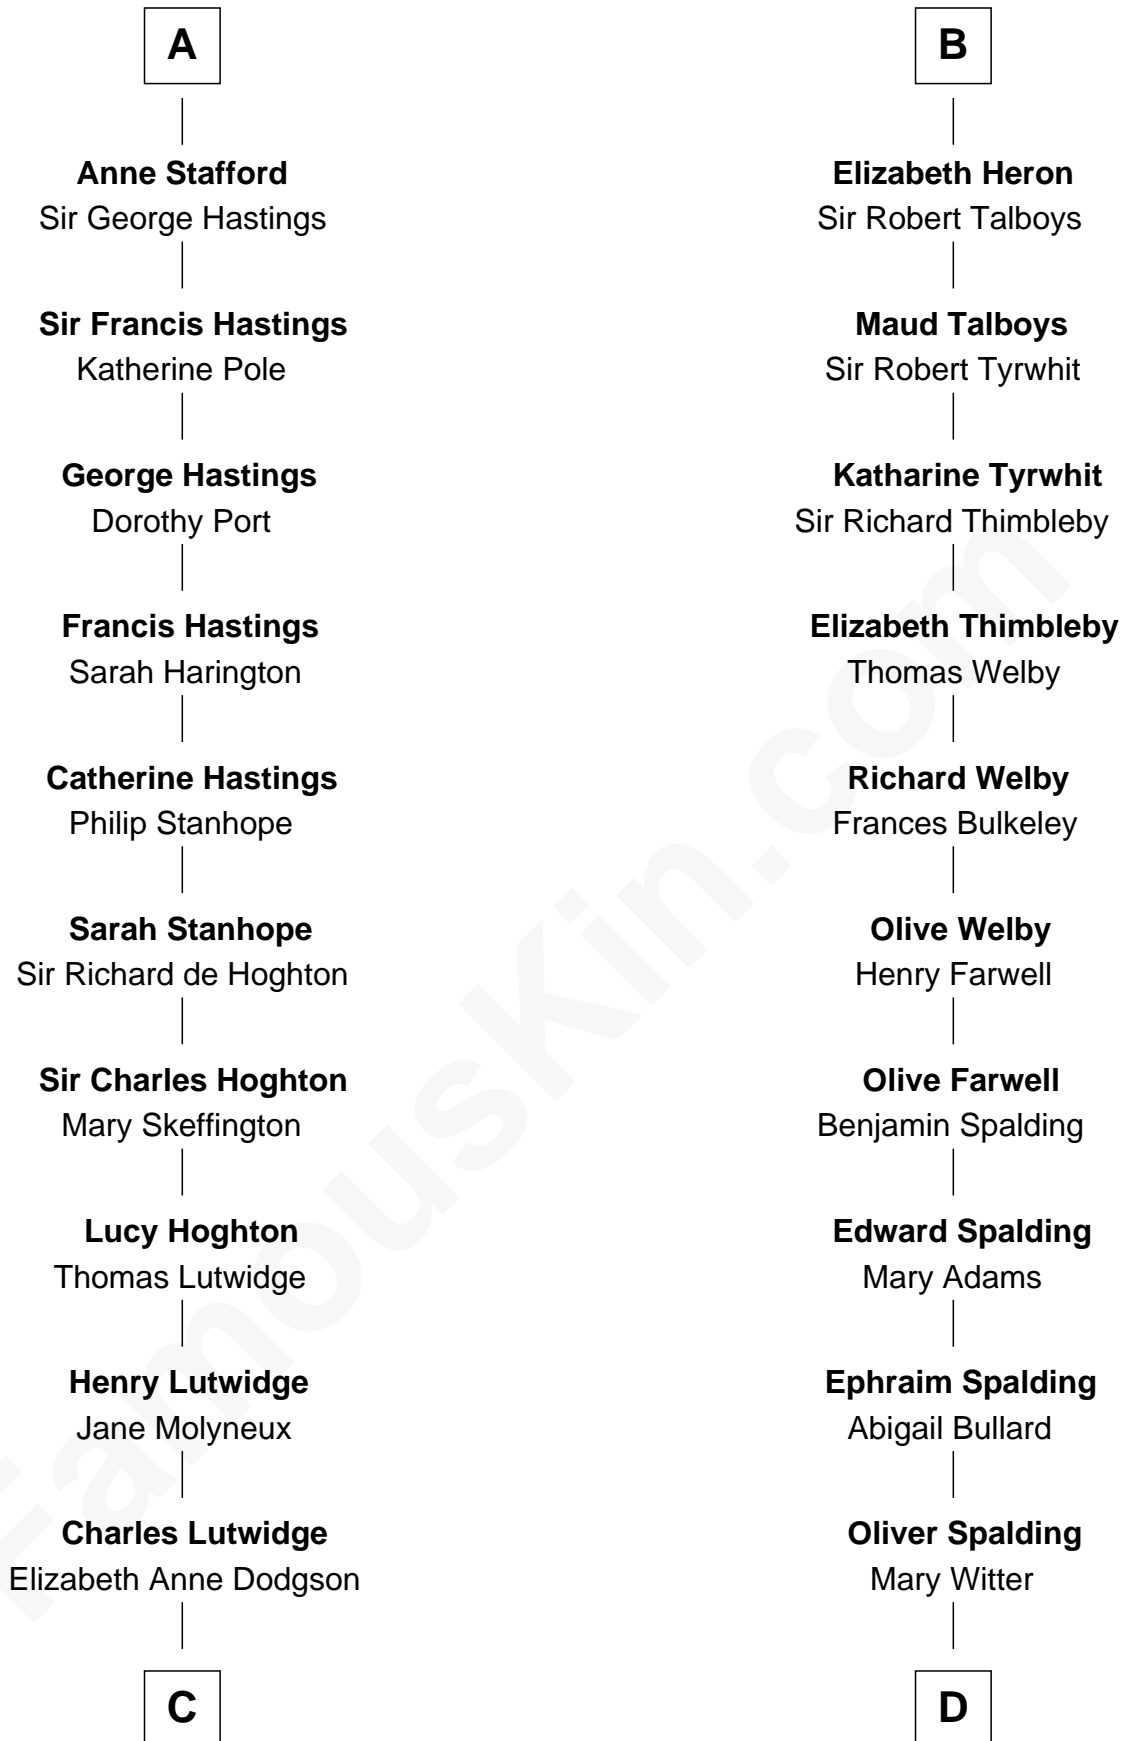 A
Anne Stafford
Sir George Hastings
Sir Francis Hastings
Katherine Pole
George Hastings
Dorothy Port
Francis Hastings
Sarah Harington
Catherine Hastings
Philip Stanhope
Sarah Stanhope
Sir Richard de Hoghton
Sir Charles Hoghton
Mary Skeffington
Lucy Hoghton
Thomas Lutwidge
Henry Lutwidge
Jane Molyneux
Charles Lutwidge
Elizabeth Anne Dodgson
C
B
Elizabeth Heron
Sir Robert Talboys
Maud Talboys
Sir Robert Tyrwhit
Katharine Tyrwhit
Sir Richard Thimbleby
Elizabeth Thimbleby
Thomas Welby
Richard Welby
Frances Bulkeley
Olive Welby
Henry Farwell
Olive Farwell
Benjamin Spalding
Edward Spalding
Mary Adams
Ephraim Spalding
Abigail Bullard
Oliver Spalding
Mary Witter
D
FamousKin.com